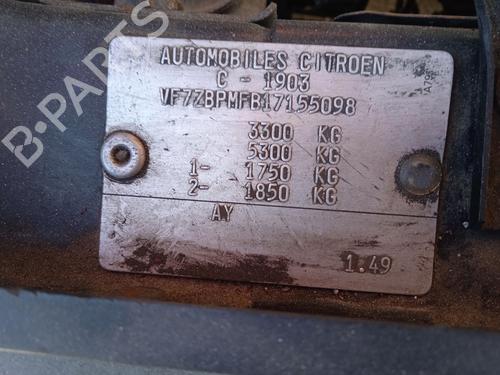 AUTOMOBILES CITROEN
C - 1903
VF7ZBPMFB17155098
3300 KG
5300 KG
1- 1750 KG
2- 1850 KG
AY
1.49
B-PARTS